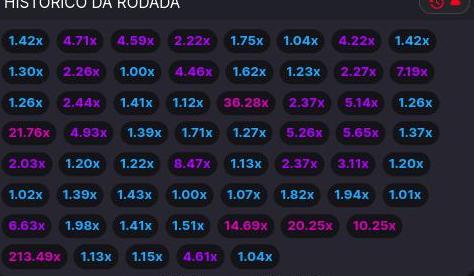 HISTÓRICO DA RODADA
1.42x 4.71x 4.59x 2.22x 1.75x 1.04x 4.22x 1.42x
1.30x 2.26x 1.00x 4.46x 1.62x 1.23x 2.27x 7.19x
1.26x 2.44x 1.41x 1.12x 36.28x 2.37x 5.14x 1.26x
21.76x 4.93x 1.39x 1.71x 1.27x 5.26x 5.65x 1.37x
2.03x 1.20x 1.22x 8.47x 1.13x 2.37x 3.11x 1.20x
1.02x 1.39x 1.43x 1.00x 1.07x 1.82x 1.94x 1.01x
6.63x 1.98x 1.41x 1.51x 14.69x 20.25x 10.25x
213.49x 1.13x 1.15x 4.61x 1.04x